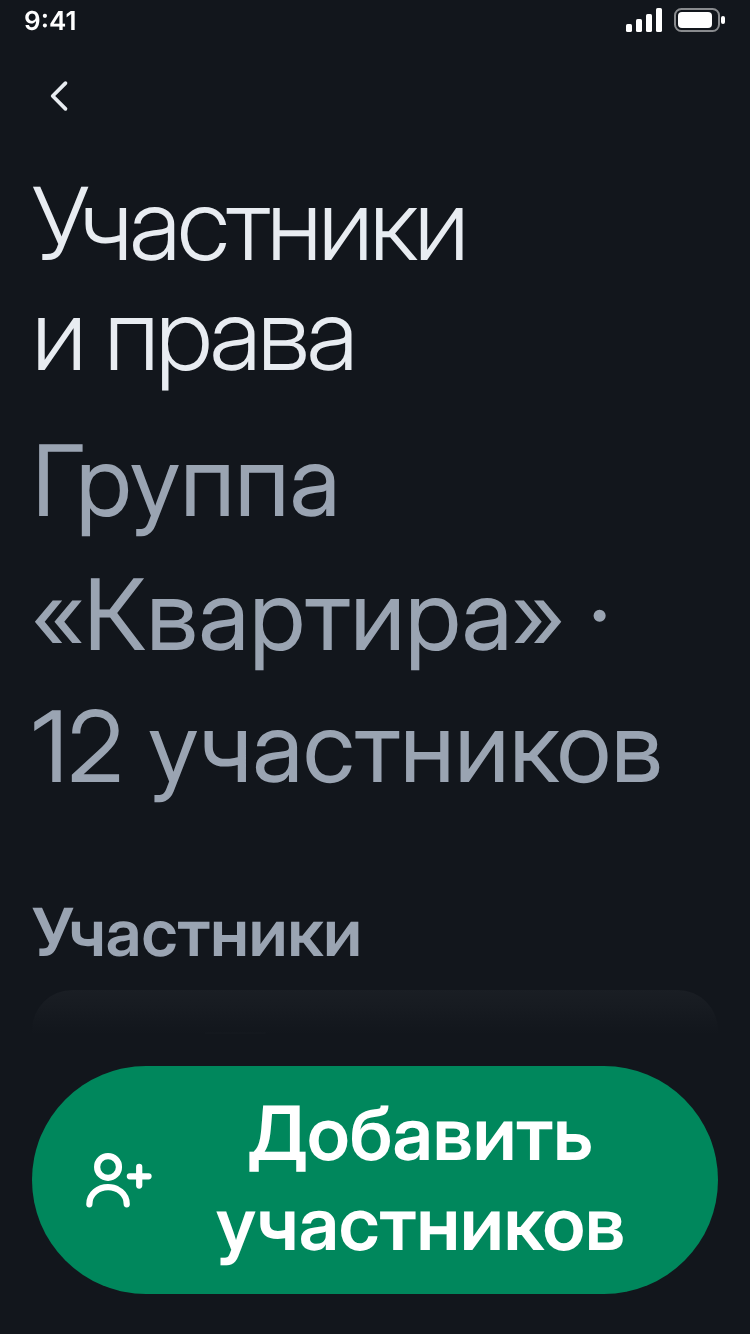 9:41
Участники
и права
Группа
«Квартира» ·
12 участников
Участники
Добавить
участников